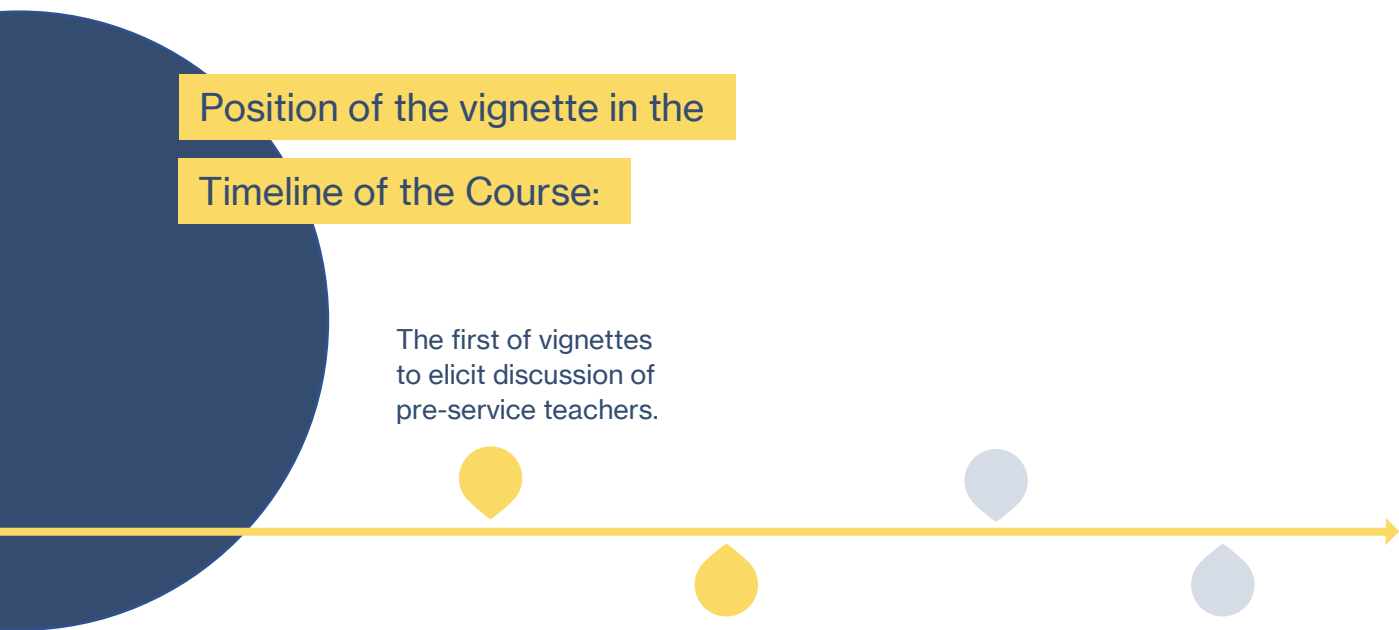 Position of the vignette in the
Timeline of the Course:
The first of vignettes
to elicit discussion of
pre-service teachers.